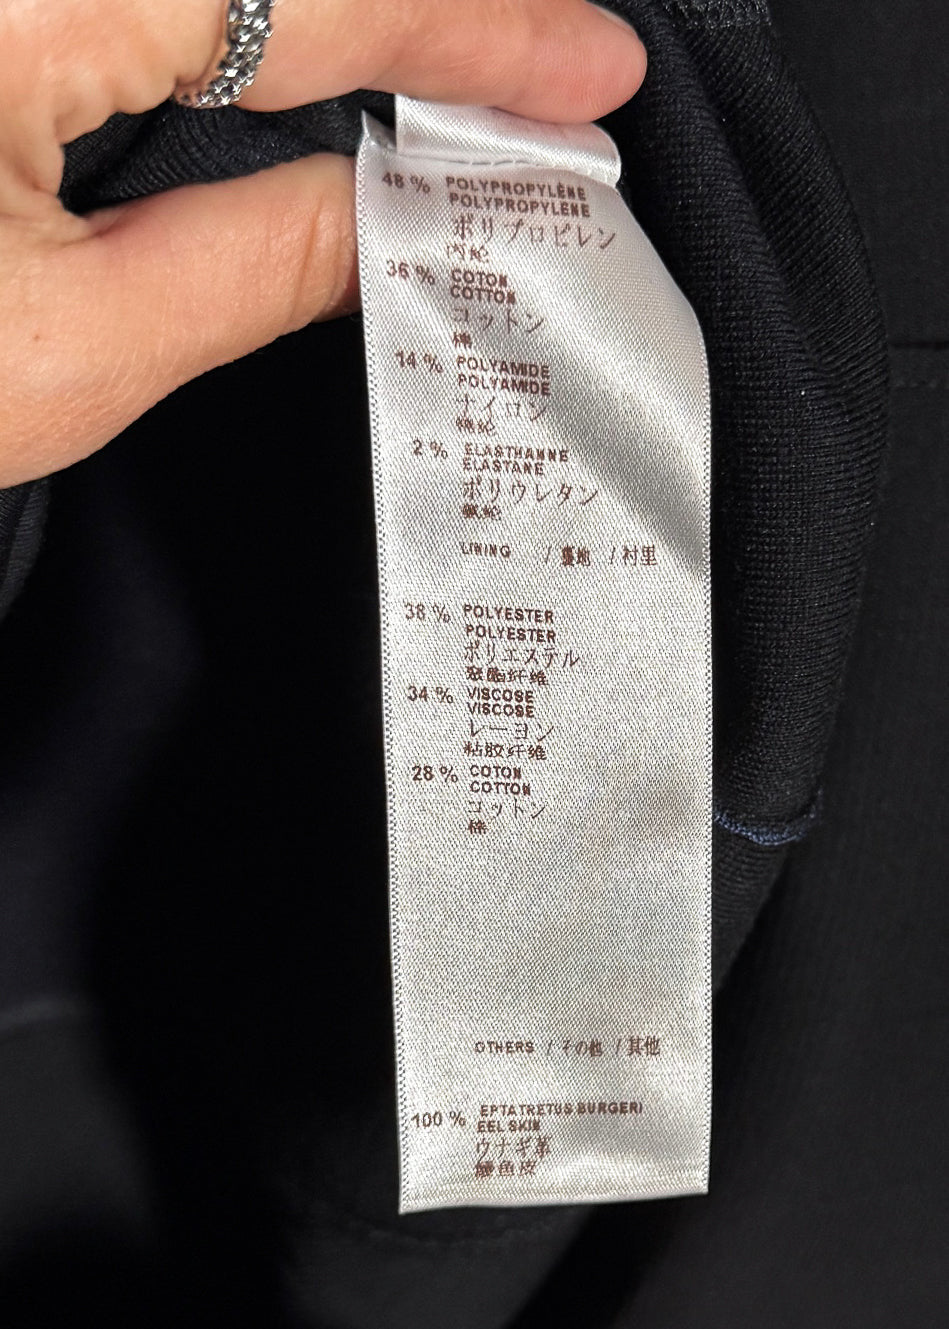 48 % POLYPROPYLÈNE
POLYPROPYLENE
ポリプロピレン
丙纶
36 % COTON
COTTON
コットン
棉
14 % POLYAMIDE
POLYAMIDE
ナイロン
锦纶
2 % ELASTHANNE
ELASTANE
ポリウレタン
氨纶
LINING / 裏地 / 衬里
38 % POLYESTER
POLYESTER
ポリエステル
聚酯纤维
34 % VISCOSE
VISCOSE
レーヨン
粘胶纤维
28 % COTON
COTTON
コットン
棉
OTHERS / その他 / 其他
100 % EPTATRETUS BURGERI
EEL SKIN
ウナギ革
鳗鱼皮